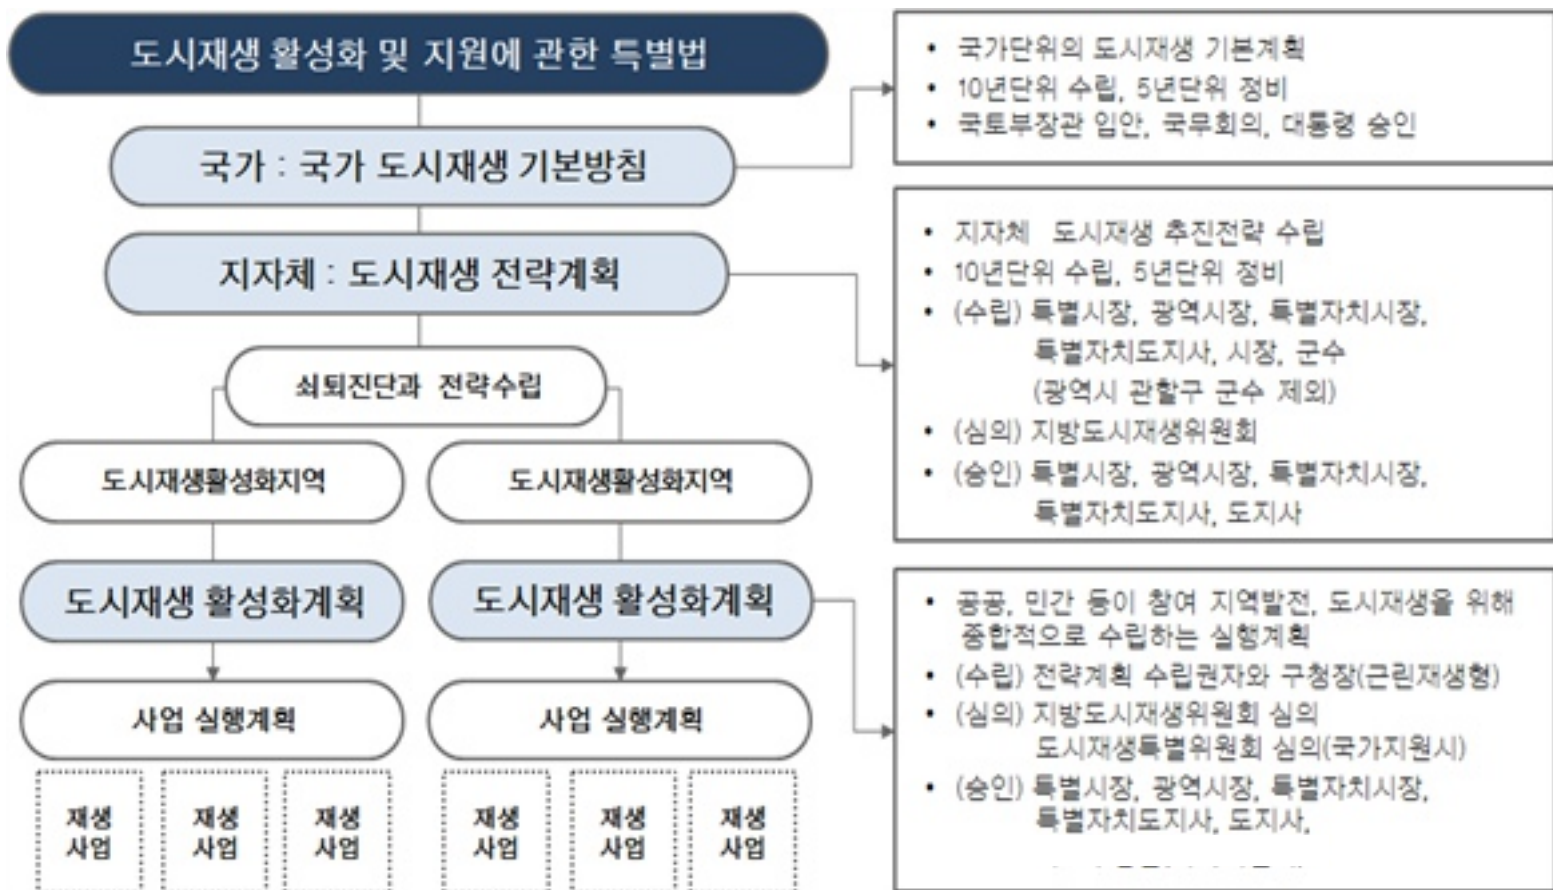 도시재생 활성화 및 지원에 관한 특별법
국가 : 국가 도시재생 기본방침
지자체 : 도시재생 전략계획
쇠퇴진단과 전략수립
도시재생활성화지역
도시재생활성화지역
도시재생 활성화계획
도시재생 활성화계획
사업 실행계획
사업 실행계획
재생
사업
재생
사업
재생
사업
재생
사업
재생
사업
재생
사업
• 국가단위의 도시재생 기본계획
• 10년단위 수립, 5년단위 정비
• 국토부장관 입안, 국무회의, 대통령 승인
• 지자체 도시재생 추진전략 수립
• 10년단위 수립, 5년단위 정비
• (수립) 특별시장, 광역시장, 특별자치시장,
특별자치도지사, 시장, 군수
(광역시 관할구 군수 제외)
• (심의) 지방도시재생위원회
• (승인) 특별시장, 광역시장, 특별자치시장,
특별자치도지사, 도지사
• 공공, 민간 등이 참여 지역발전, 도시재생을 위해
종합적으로 수립하는 실행계획
• (수립) 전략계획 수립권자와 구청장(근린재생형)
• (심의) 지방도시재생위원회 심의
도시재생특별위원회 심의(국가지원시)
• (승인) 특별시장, 광역시장, 특별자치시장,
특별자치도지사, 도지사,